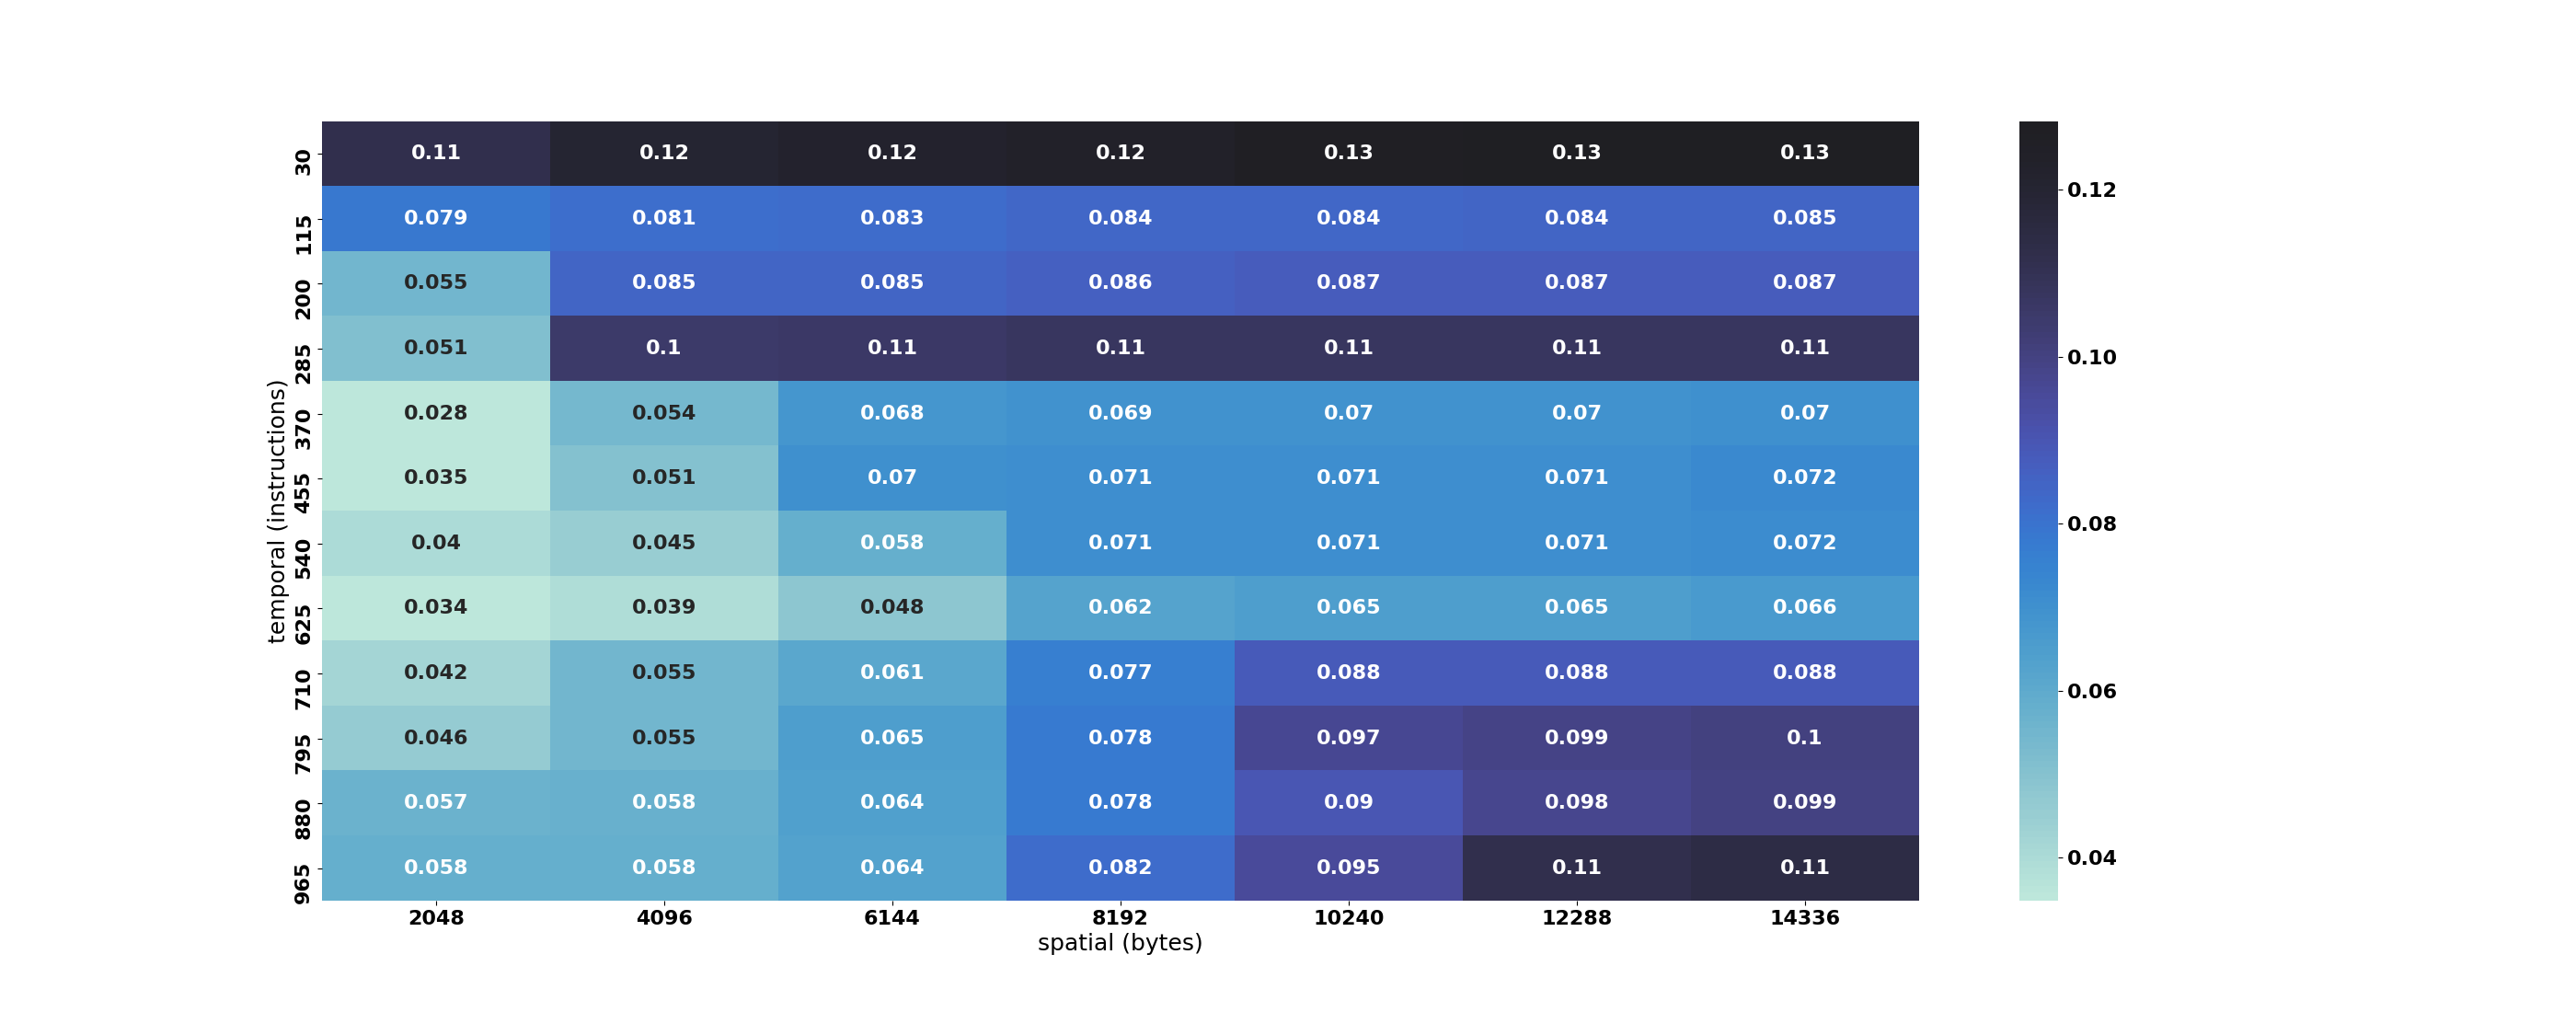 30 0.11 0.12 0.12 0.12 0.13 0.13 0.13
115 0.079 0.081 0.083 0.084 0.084 0.084 0.085
200 0.055 0.085 0.085 0.086 0.087 0.087 0.087
285 0.051 0.1 0.11 0.11 0.11 0.11 0.11
370 0.028 0.054 0.068 0.069 0.07 0.07 0.07
455 0.035 0.051 0.07 0.071 0.071 0.071 0.072
540 0.04 0.045 0.058 0.071 0.071 0.071 0.072
625 0.034 0.039 0.048 0.062 0.065 0.065 0.066
710 0.042 0.055 0.061 0.077 0.088 0.088 0.088
795 0.046 0.055 0.065 0.078 0.097 0.099 0.1
880 0.057 0.058 0.064 0.078 0.09 0.098 0.099
965 0.058 0.058 0.064 0.082 0.095 0.11 0.11
2048 4096 6144 8192 10240 12288 14336
spatial (bytes)
temporal (instructions)
0.12
0.10
0.08
0.06
0.04